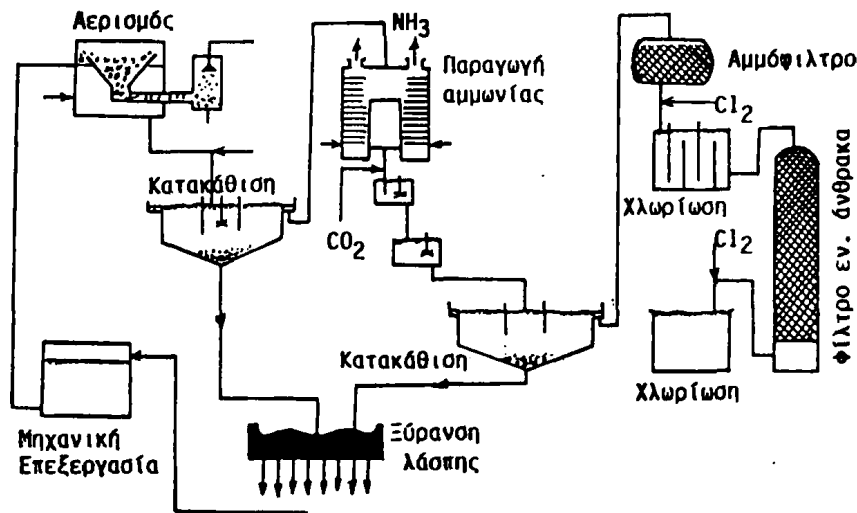 Αερισμός
NH3
Παραγωγή
αμμωνίας
Αμμόφιλτρο
Cl2
Κατακάθιση
Χλωρίωση
CO2
Cl2
φίλτρο εν. άνθρακα
Κατακάθιση
Χλωρίωση
Μηχανική
Επεξεργασία
Ξύρανση
λάσπης